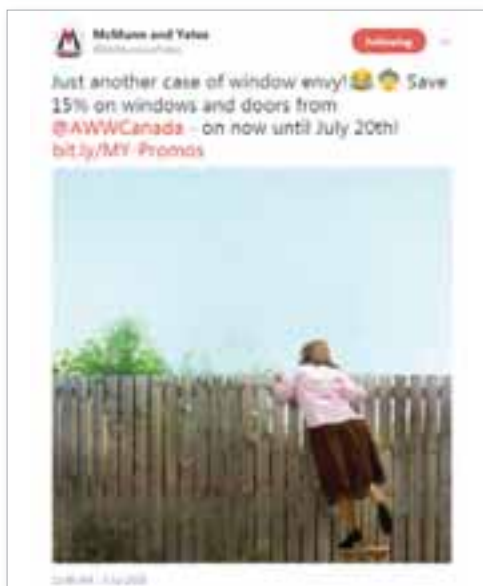 McMunn and Yates
Following
Just another case of window envy!😂 Save
15% on windows and doors from
@AWWCanada - on now until July 20th!
bit.ly/MY-Promos